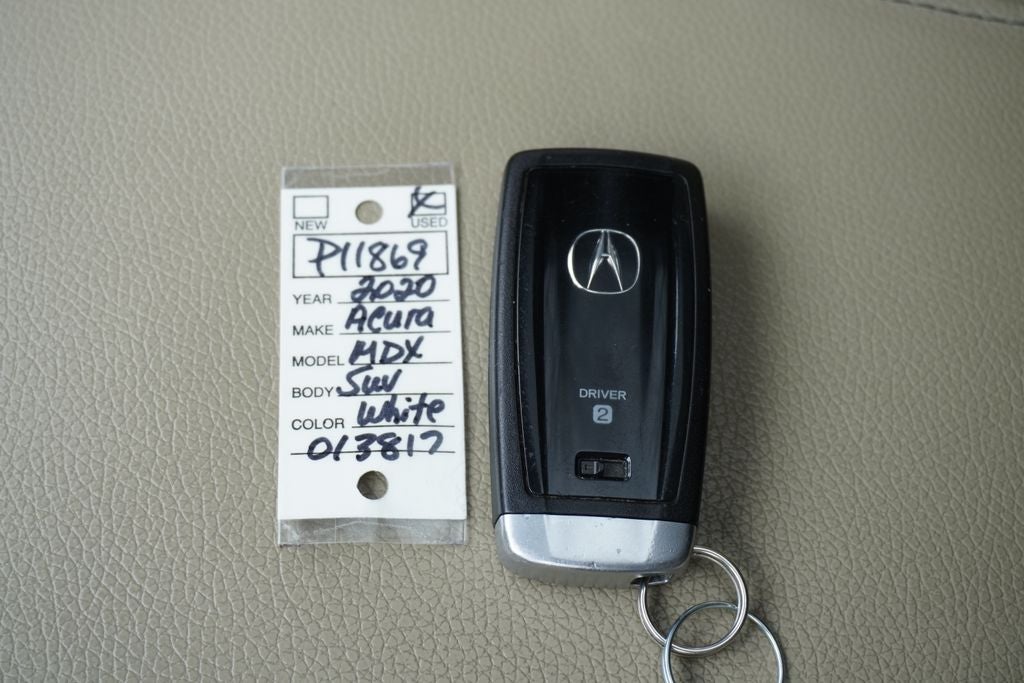 NEW USED
P11869
YEAR 2020
MAKE Acura
MODEL MDX
BODY Suv
COLOR White
013817
DRIVER
2